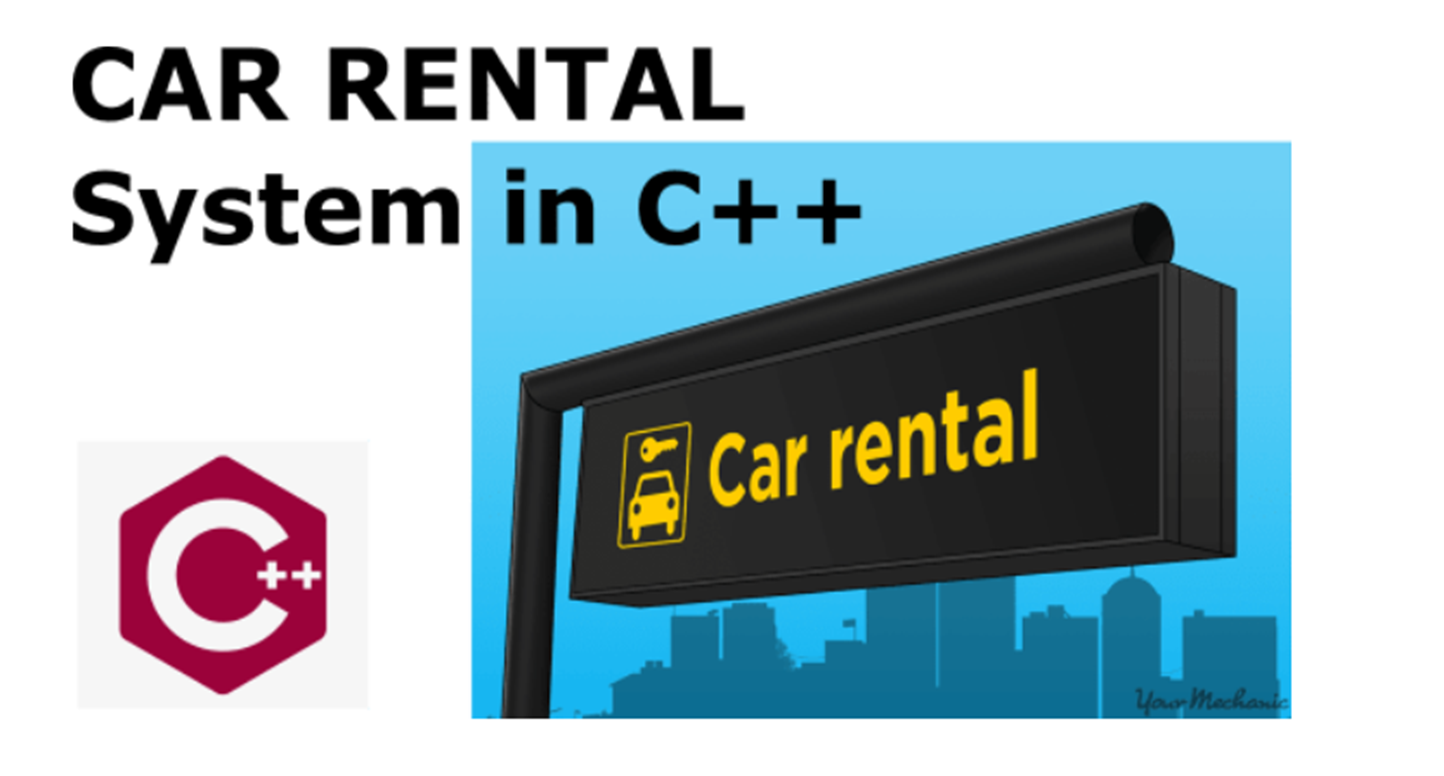 CAR RENTAL
System in C++
Car rental
C++
YourMechanic